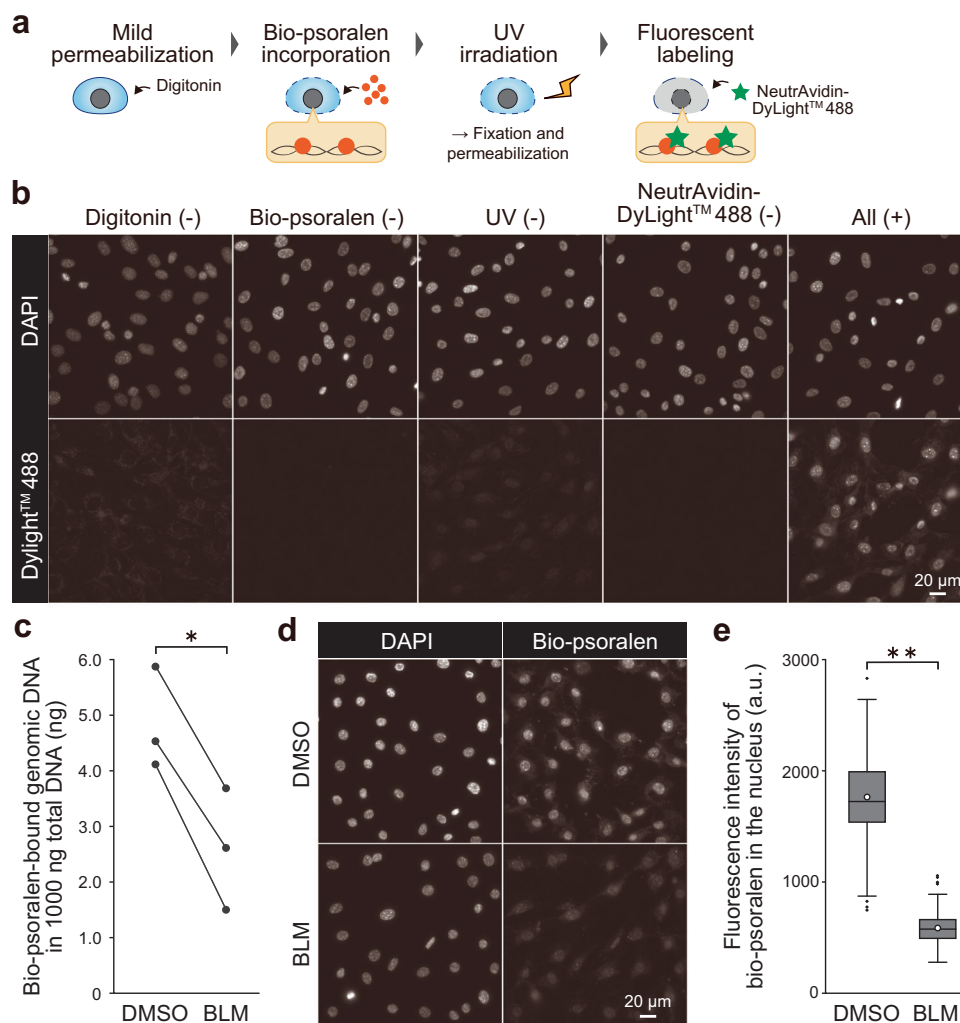 a
Mild
permeabilization
Digitonin
Bio-psoralen
incorporation
UV
irradiation
→ Fixation and
permeabilization
Fluorescent
labeling
NeutrAvidin-
DyLight™ 488
b
Digitonin (-)
Bio-psoralen (-)
UV (-)
NeutrAvidin-
DyLight™ 488 (-)
All (+)
DAPI
Dylight™ 488
20 μm
c
Bio-psoralen-bound genomic DNA
in 1000 ng total DNA (ng)
*
6.0
5.0
4.0
3.0
2.0
1.0
0
DMSO
BLM
d
DAPI
Bio-psoralen
DMSO
BLM
20 μm
e
Fluorescence intensity of
bio-psoralen in the nucleus (a.u.)
**
3000
2000
1000
0
DMSO
BLM